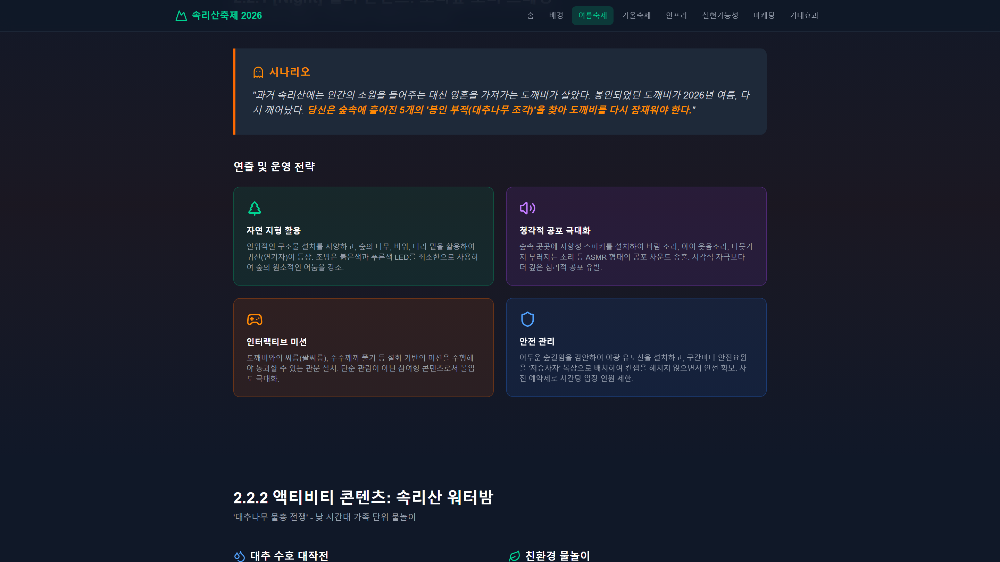 속리산축제 2026
홈 배경 여름축제 겨울축제 인프라 실현가능성 마케팅 기대효과
시나리오
"과거 속리산에는 인간의 소원을 들어주는 대신 영혼을 가져가는 도깨비가 살았다. 봉인되었던 도깨비가 2026년 여름, 다
시 깨어났다. 당신은 숲속에 흩어진 5개의 '봉인 부적(대추나무 조각)'을 찾아 도깨비를 다시 잠재워야 한다."
연출 및 운영 전략
자연 지형 활용
인위적인 구조물 설치를 지양하고, 숲의 나무, 바위, 다리 밑을 활용하여
귀신(연기자)이 등장. 조명은 붉은색과 푸른색 LED를 최소한으로 사용하
여 숲의 원초적인 어둠을 강조.
청각적 공포 극대화
숲속 곳곳에 지향성 스피커를 설치하여 바람 소리, 아이 웃음소리, 나뭇가
지 부러지는 소리 등 ASMR 형태의 공포 사운드 송출. 시각적 자극보다
더 깊은 심리적 공포 유발.
인터랙티브 미션
도깨비와의 씨름(팔씨름), 수수께끼 풀기 등 설화 기반의 미션을 수행해
야 통과할 수 있는 관문 설치. 단순 관람이 아닌 참여형 콘텐츠로서 몰입
도 극대화.
안전 관리
어두운 숲길임을 감안하여 야광 유도선을 설치하고, 구간마다 안전요원
을 '저승사자' 복장으로 배치하여 컨셉을 해치지 않으면서 안전 확보. 사
전 예약제로 시간당 입장 인원 제한.
2.2.2 액티비티 콘텐츠: 속리산 워터밤
'대추나무 물총 전쟁' - 낮 시간대 가족 단위 물놀이
대추 수호 대작전
친환경 물놀이